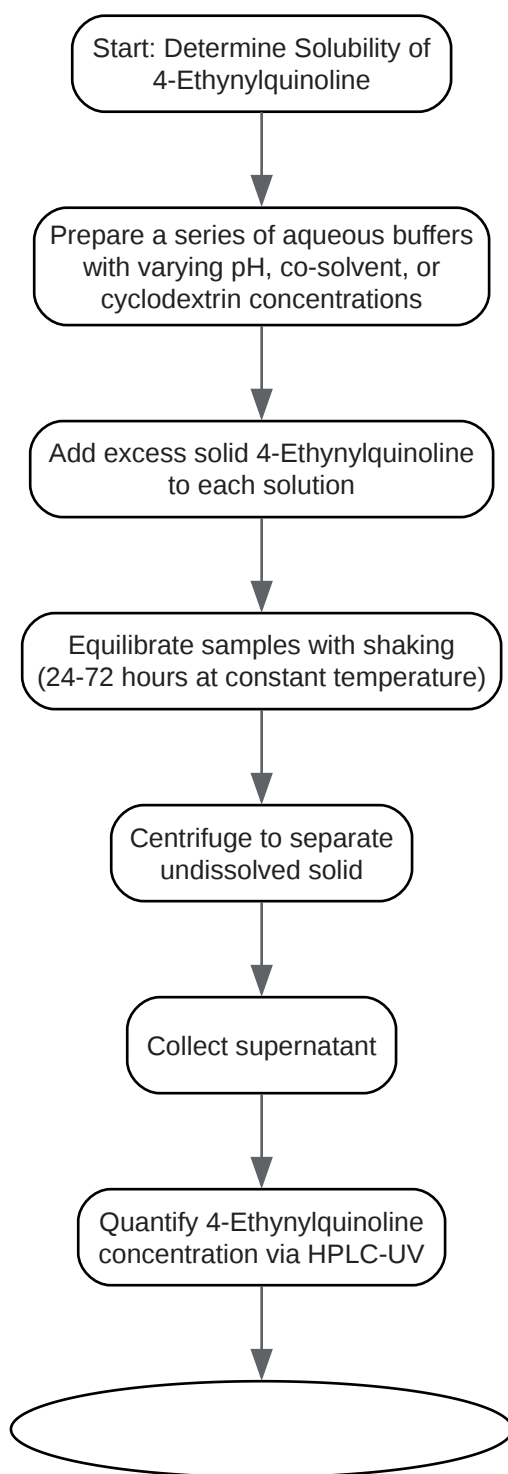 Start: Determine Solubility of
4-Ethynylquinoline
Prepare a series of aqueous buffers
with varying pH, co-solvent, or
cyclodextrin concentrations
Add excess solid 4-Ethynylquinoline
to each solution
Equilibrate samples with shaking
(24-72 hours at constant temperature)
Centrifuge to separate
undissolved solid
Collect supernatant
Quantify 4-Ethynylquinoline
concentration via HPLC-UV